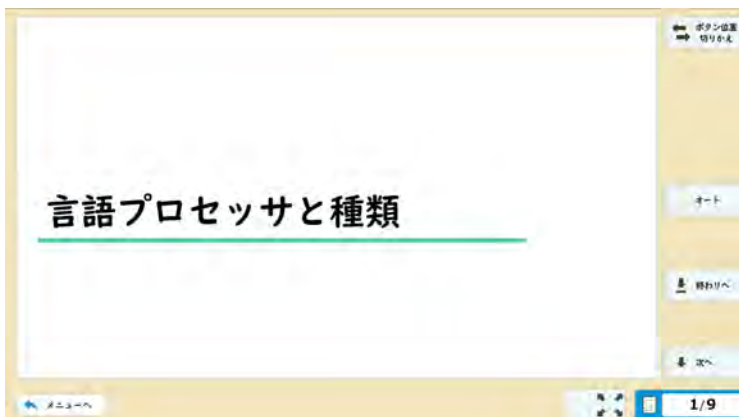 ボタン位置
切りかえ
言語プロセッサと種類
オート
終わりへ
次へ
メニューへ
1/9